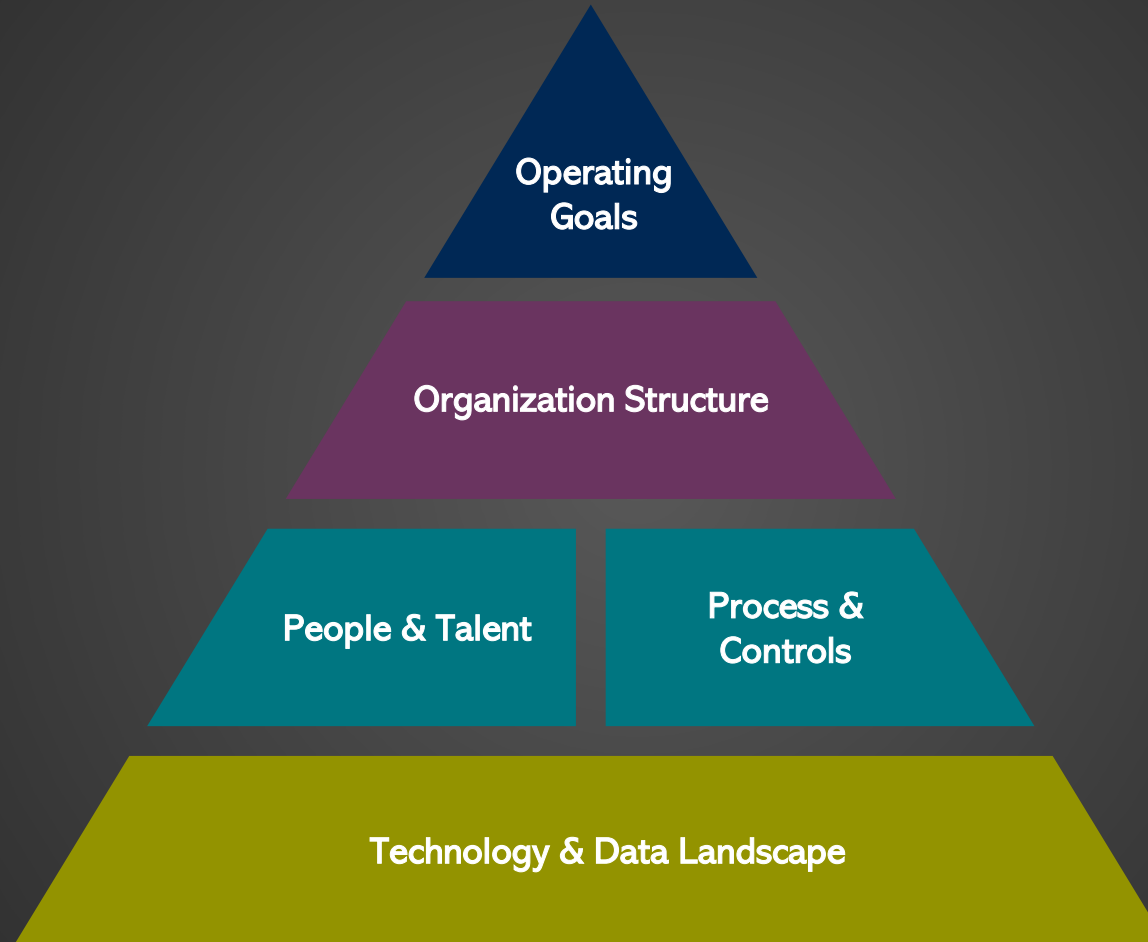 Operating
Goals
Organization Structure
People & Talent
Process &
Controls
Technology & Data Landscape